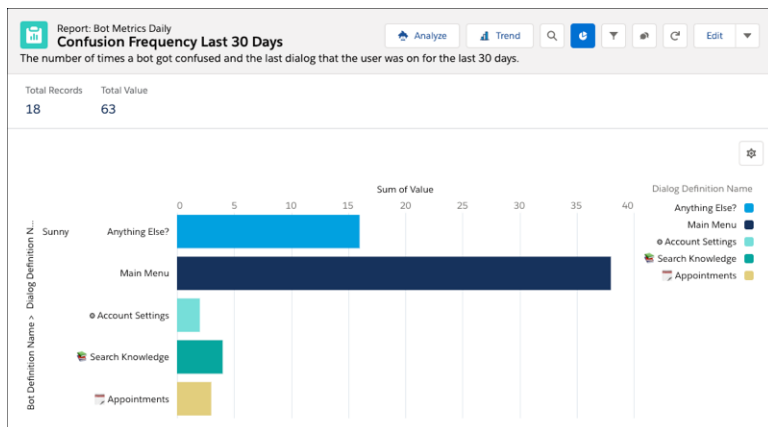 Report: Bot Metrics Daily
Confusion Frequency Last 30 Days
Analyze
Trend
Edit
The number of times a bot got confused and the last dialog that the user was on for the last 30 days.
Total Records Total Value
18 63
Sum of Value
0 5 10 15 20 25 30 35 40
Bot Definition Name > Dialog Definition N...
Sunny
Anything Else?
Main Menu
Account Settings
Search Knowledge
Appointments
Dialog Definition Name
Anything Else?
Main Menu
Account Settings
Search Knowledge
Appointments